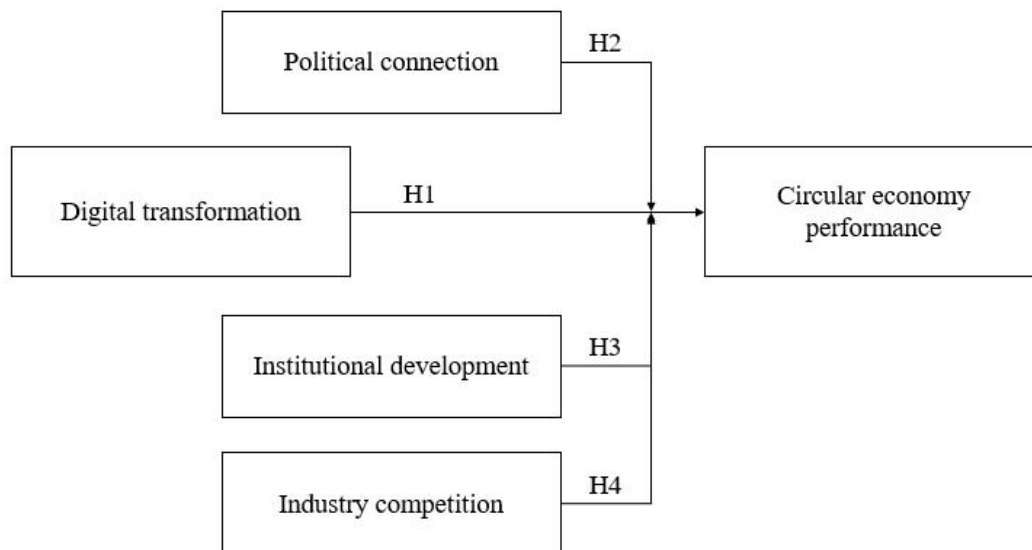 Political connection
H2
Digital transformation
H1
Circular economy
performance
Institutional development
H3
Industry competition
H4